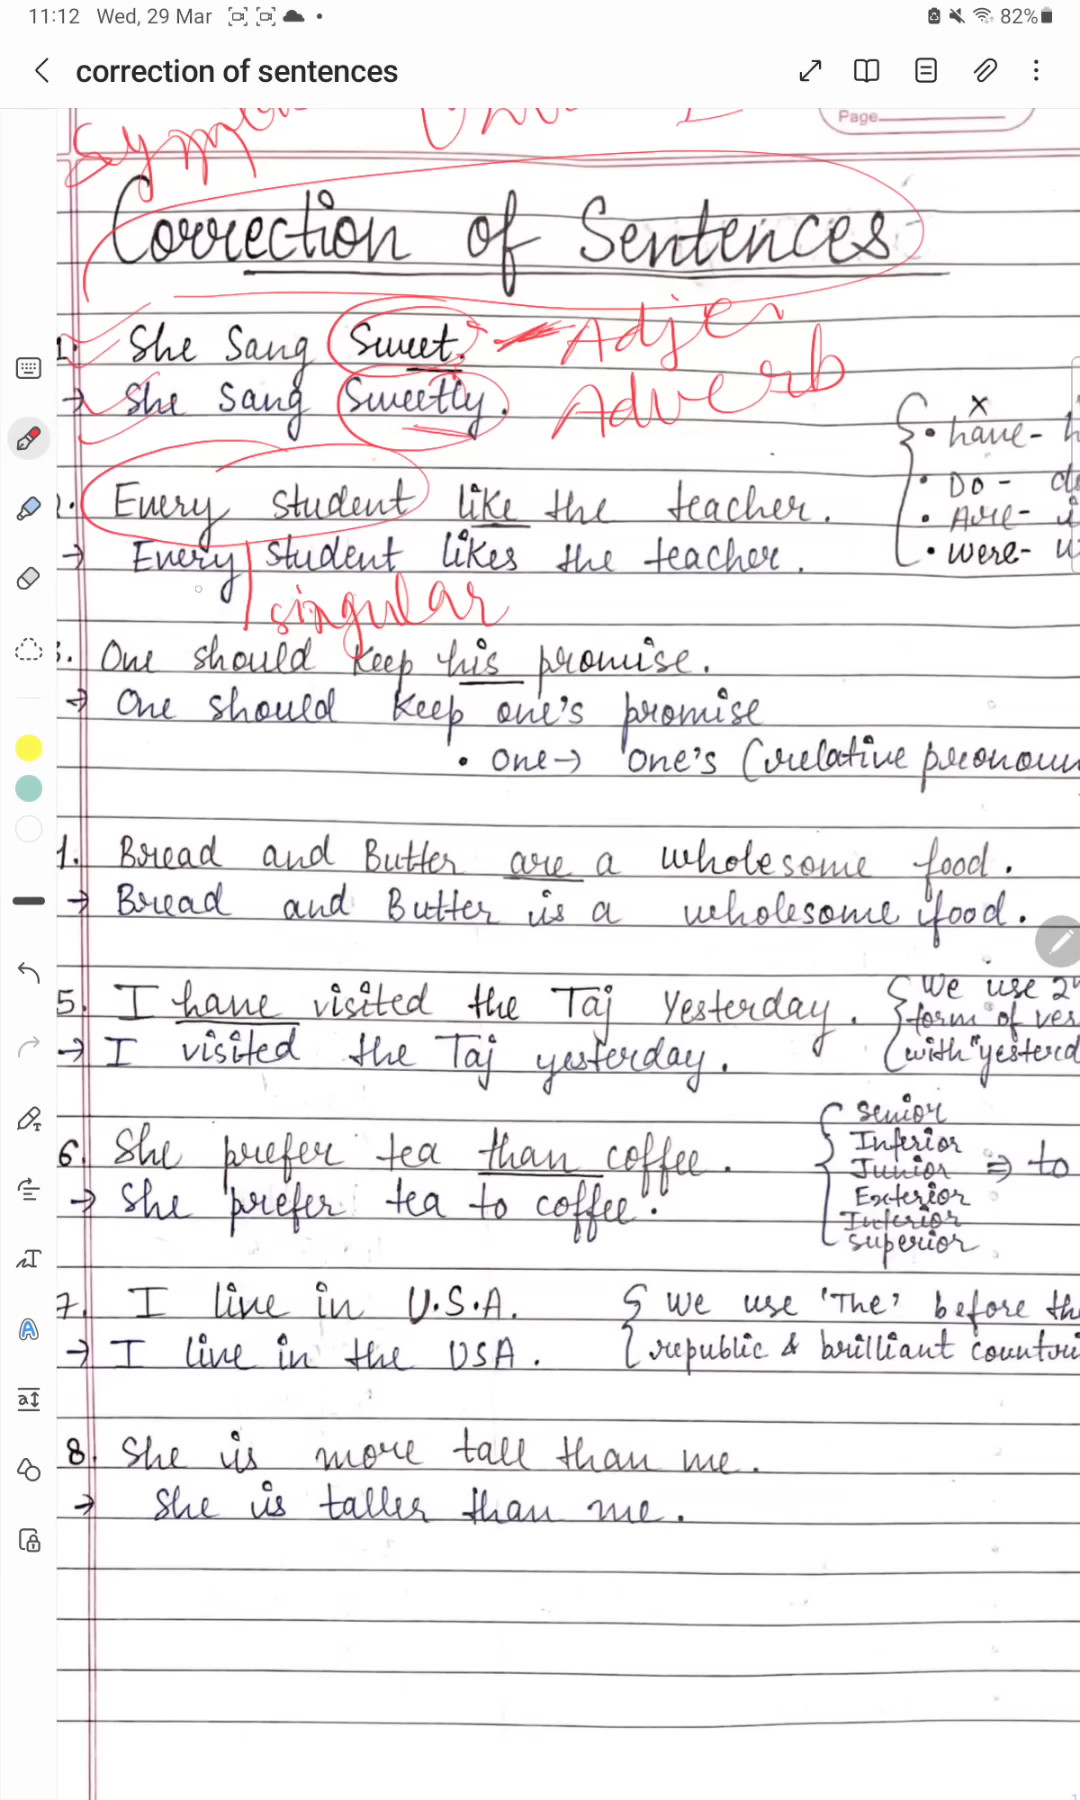 11:12 Wed, 29 Mar
82%
correction of sentences
Page
Correction of Sentences
1. She Sang Sweet. - Adje
→ She Sang Sweetly. Adverb
x
• have - h
2. Every student like the teacher.
• Do - d
• Are - i
→ Every student likes the teacher.
• were - w
singular
3. One should keep his promise.
→ One should keep one's promise
• one → one's (relative pronoun
4. Bread and Butter are a wholesome food.
→ Bread and Butter is a wholesome food.
5. I have visited the Taj Yesterday.
→ I visited the Taj yesterday.
We use 2
form of ver
with "yesterd
6. She prefer tea than coffee.
→ She prefer tea to coffee.
Senior
Inferior
Junior ⇒ to
Exterior
Interior
Superior
7. I live in U.S.A.
→ I live in the USA.
We use 'The' before th
republic & brilliant countri
8. She is more tall than me.
→ She is taller than me.